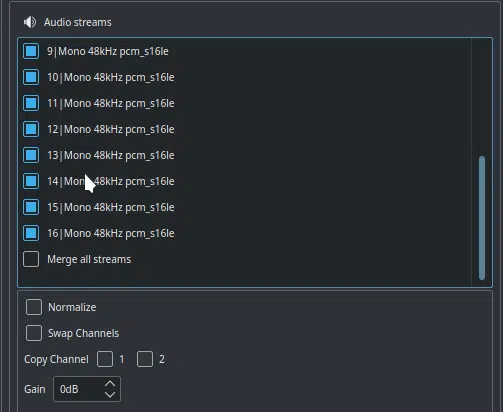 Audio streams
9|Mono 48kHz pcm_s16le
10|Mono 48kHz pcm_s16le
11|Mono 48kHz pcm_s16le
12|Mono 48kHz pcm_s16le
13|Mono 48kHz pcm_s16le
14|Mono 48kHz pcm_s16le
15|Mono 48kHz pcm_s16le
16|Mono 48kHz pcm_s16le
Merge all streams
Normalize
Swap Channels
Copy Channel 1 2
Gain 0dB